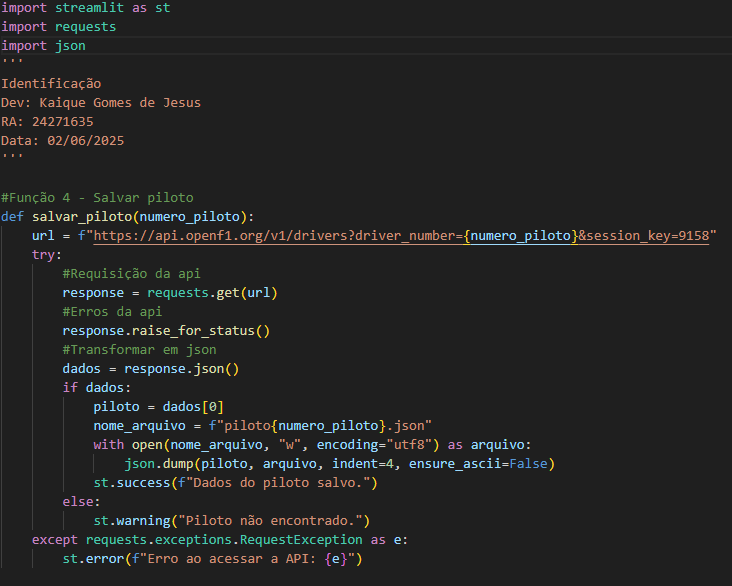 import streamlit as st
import requests
import json
'''
Identificação
Dev: Kaique Gomes de Jesus
RA: 24271635
Data: 02/06/2025
'''
#Função 4 - Salvar piloto
def salvar_piloto(numero_piloto):
    url = f"https://api.openf1.org/v1/drivers?driver_number={numero_piloto}&session_key=9158"
    try:
        #Requisição da api
        response = requests.get(url)
        #Erros da api
        response.raise_for_status()
        #Transformar em json
        dados = response.json()
        if dados:
            piloto = dados[0]
            nome_arquivo = f"piloto{numero_piloto}.json"
            with open(nome_arquivo, "w", encoding="utf8") as arquivo:
                json.dump(piloto, arquivo, indent=4, ensure_ascii=False)
            st.success(f"Dados do piloto salvo.")
        else:
            st.warning("Piloto não encontrado.")
    except requests.exceptions.RequestException as e:
        st.error(f"Erro ao acessar a API: {e}")